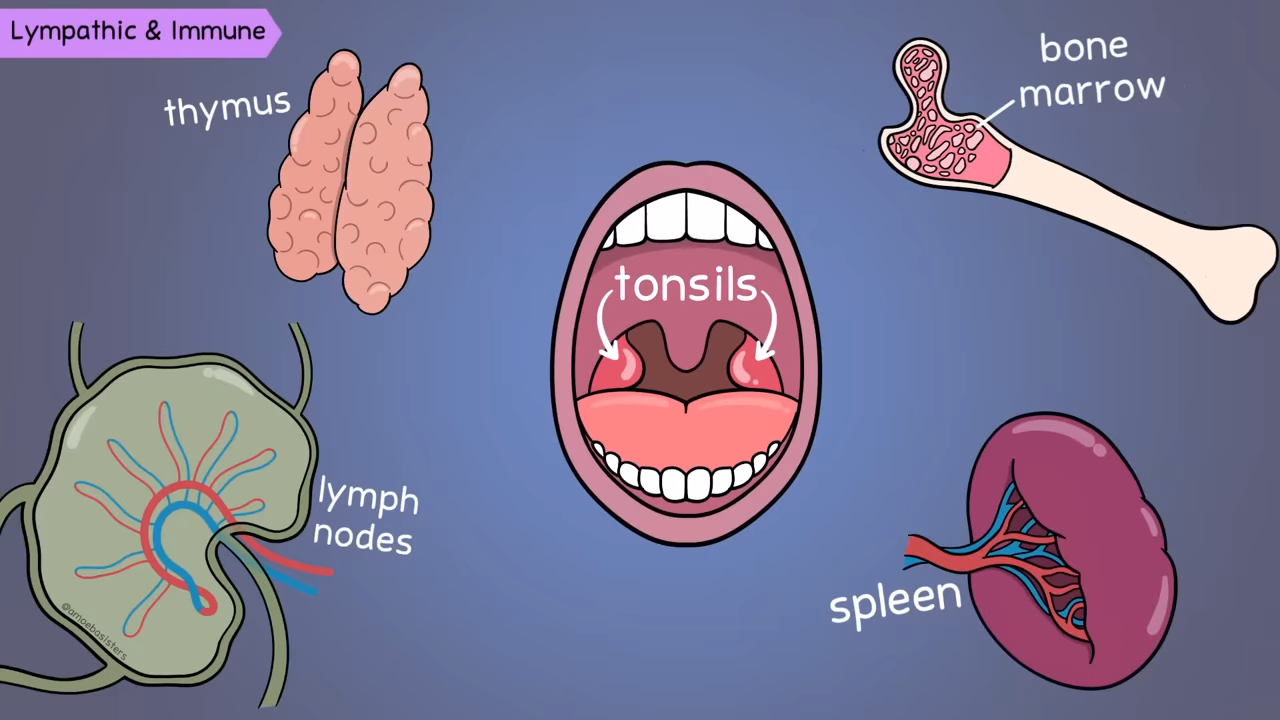 Lympathic & Immune
thymus
bone
marrow
tonsils
lymph
nodes
spleen
@amoebasisters